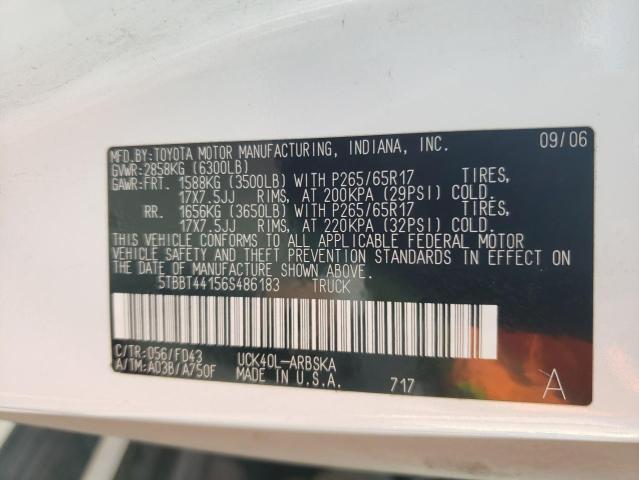 MFD.BY:TOYOTA MOTOR MANUFACTURING, INDIANA, INC. 09/06
GVWR:2858KG (6300LB)
GAWR:FRT. 1588KG (3500LB) WITH P265/65R17 TIRES,
17X7.5JJ RIMS, AT 200KPA (29PSI) COLD.
RR. 1656KG (3650LB) WITH P265/65R17 TIRES,
17X7.5JJ RIMS, AT 220KPA (32PSI) COLD.
THIS VEHICLE CONFORMS TO ALL APPLICABLE FEDERAL MOTOR
VEHICLE SAFETY AND THEFT PREVENTION STANDARDS IN EFFECT ON
THE DATE OF MANUFACTURE SHOWN ABOVE.
5TBBT44156S486183 TRUCK
C/TR:056/FD43 UCK40L-ARBSKA
A/TM:A03B/A750F MADE IN U.S.A. 717 A